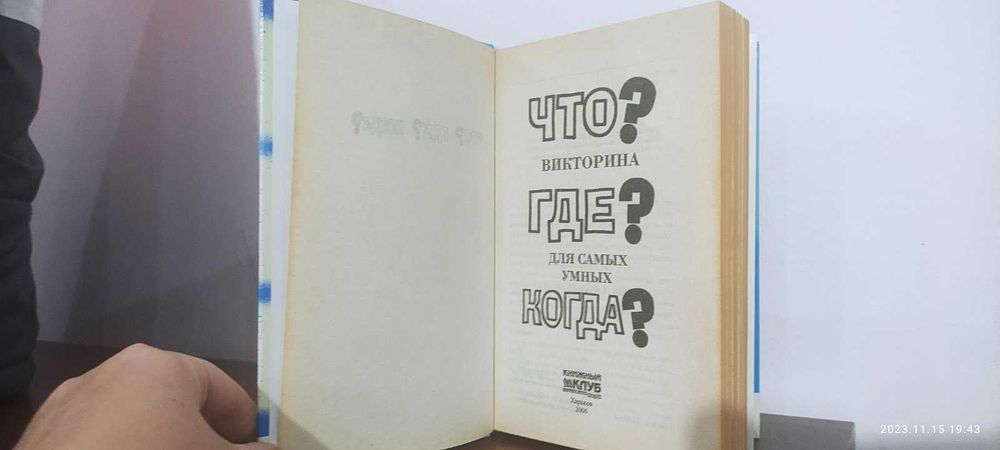 ЧТО?
ВИКТОРИНА
ГДЕ?
ДЛЯ САМЫХ
УМНЫХ
КОГДА?
КНИЖНЫЙ
КЛУБ
Харьков
2006
2023.11.15 19:43